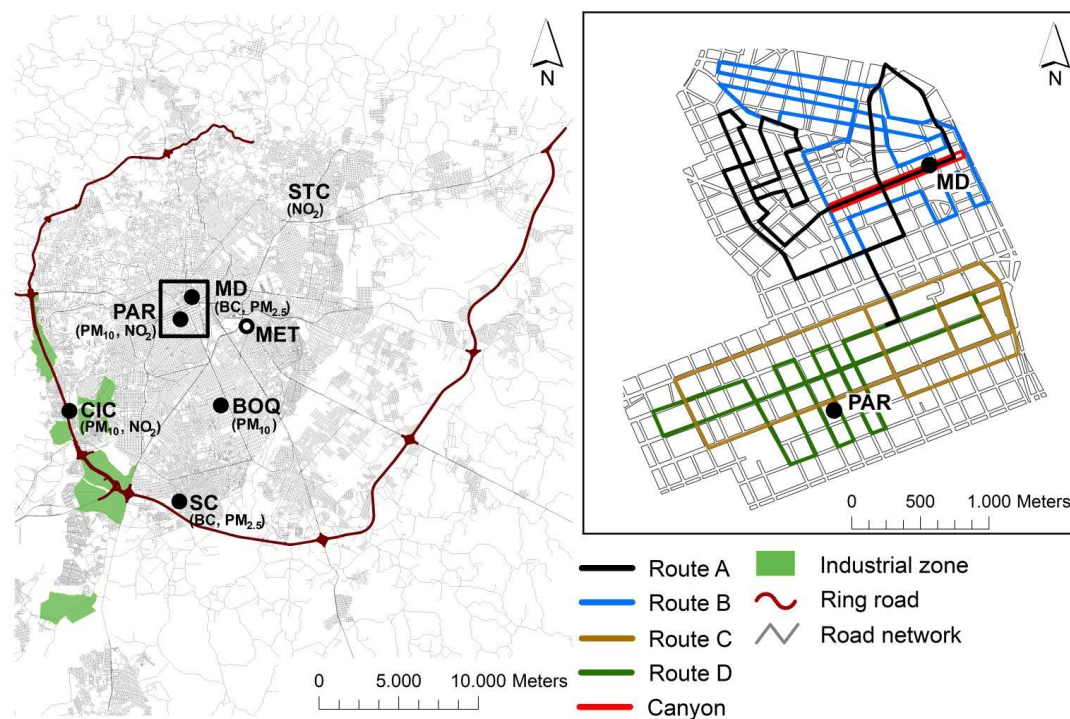 N
STC
(NO₂)
MD
(BC, PM₂.₅)
PAR
(PM₁₀, NO₂)
MET
CIC
(PM₁₀, NO₂)
BOQ
(PM₁₀)
SC
(BC, PM₂.₅)
0 5.000 10.000 Meters
N
MD
PAR
0 500 1.000 Meters
Route A
Route B
Route C
Route D
Canyon
Industrial zone
Ring road
Road network